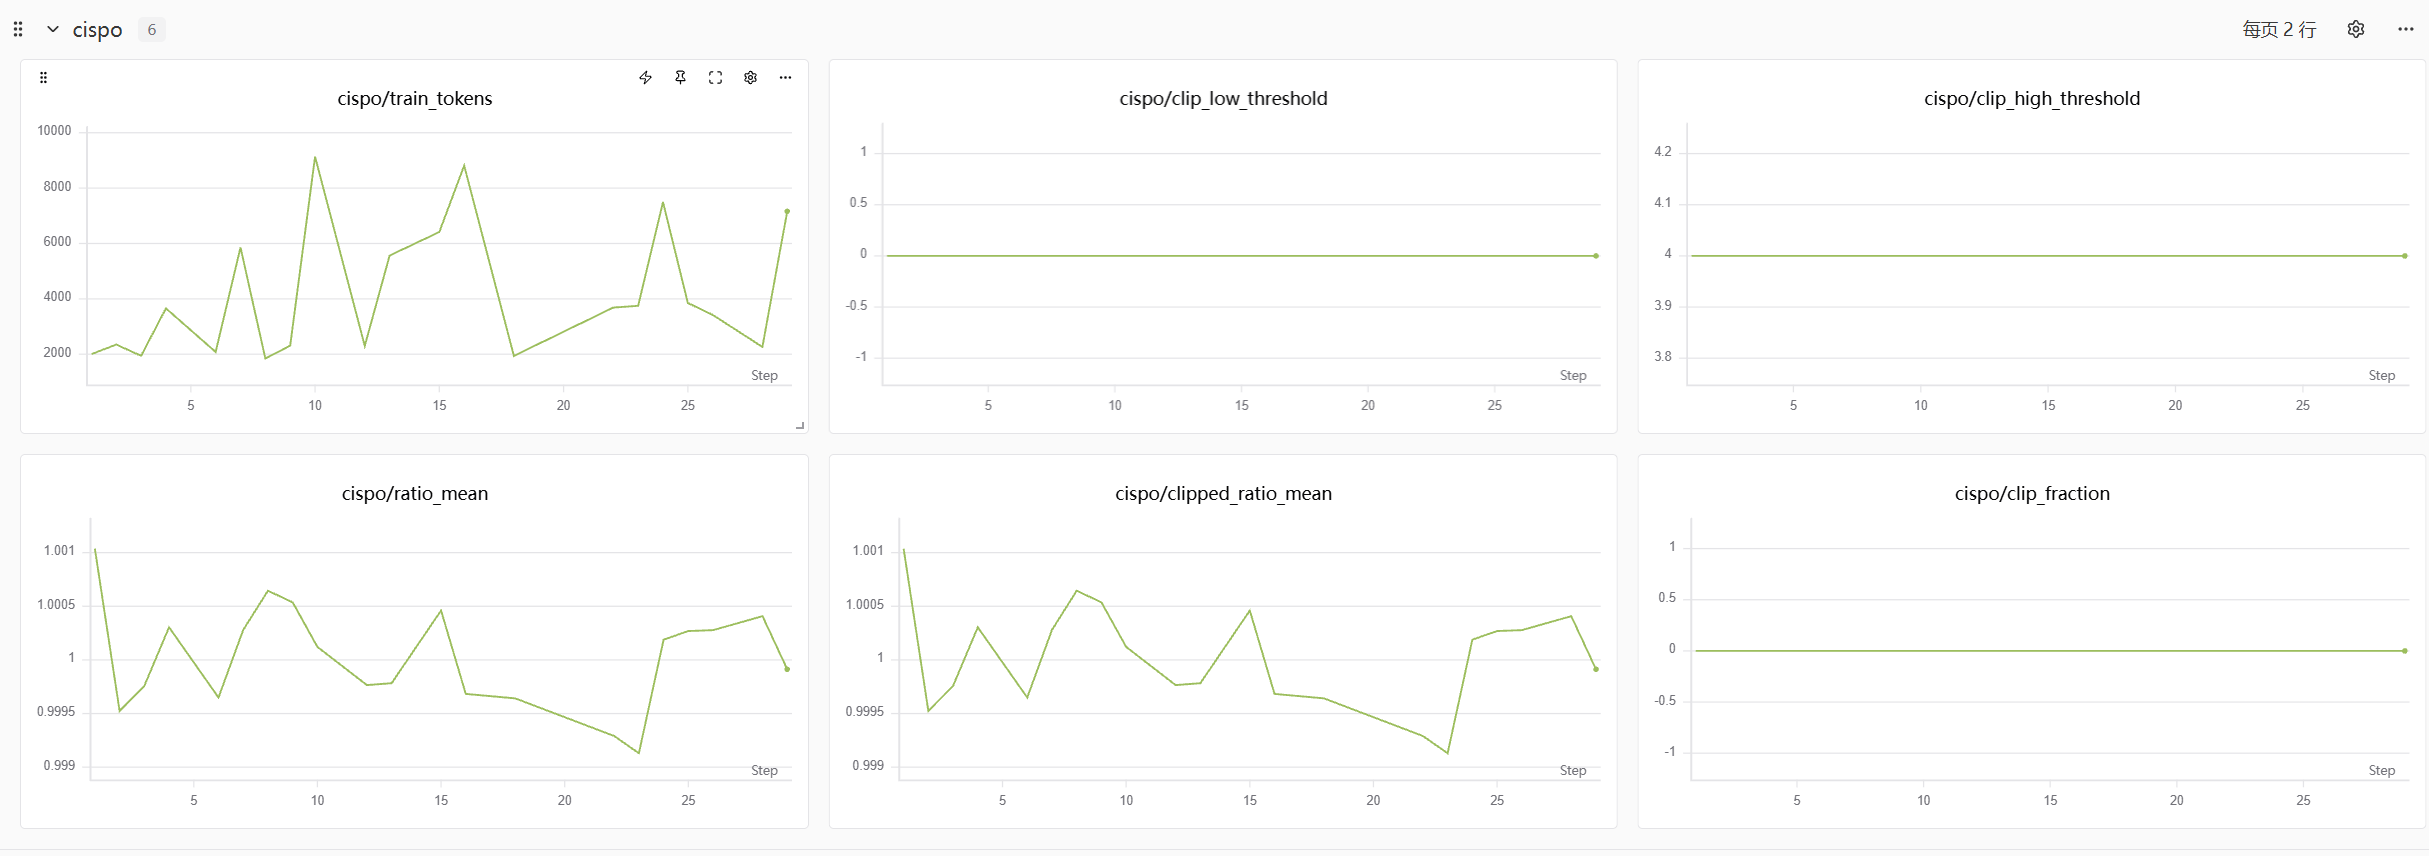 cispo 6 每页 2 行
cispo/train_tokens
10000
8000
6000
4000
2000
Step
5 10 15 20 25
cispo/clip_low_threshold
1
0.5
0
-0.5
-1
Step
5 10 15 20 25
cispo/clip_high_threshold
4.2
4.1
4
3.9
3.8
Step
5 10 15 20 25
cispo/ratio_mean
1.001
1.0005
1
0.9995
0.999
Step
5 10 15 20 25
cispo/clipped_ratio_mean
1.001
1.0005
1
0.9995
0.999
Step
5 10 15 20 25
cispo/clip_fraction
1
0.5
0
-0.5
-1
Step
5 10 15 20 25